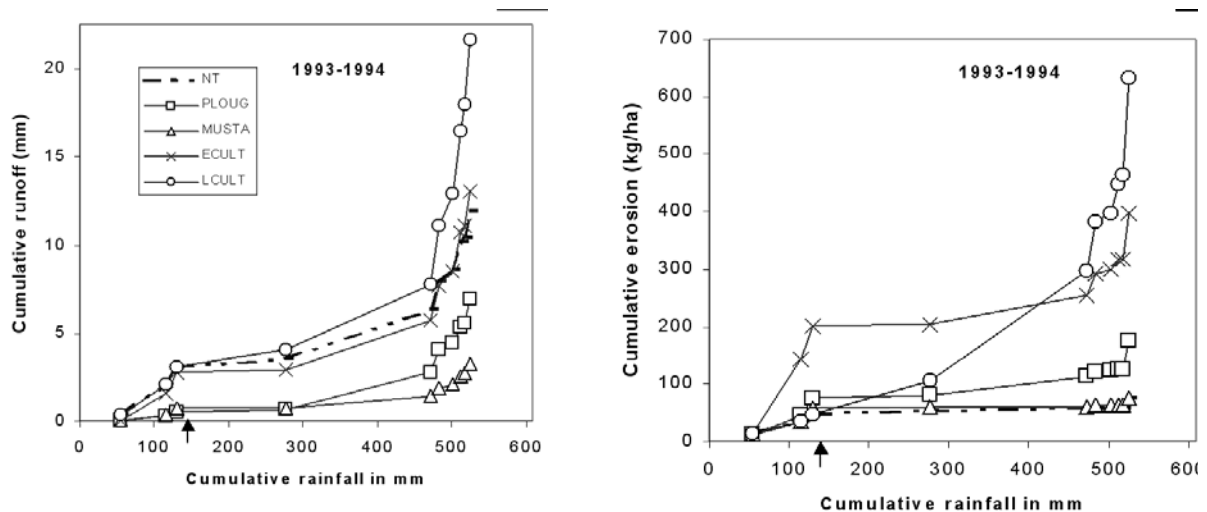 20
15
10
5
0
Cumulative runoff (mm)
1993-1994
NT
PLOUG
MUSTA
ECULT
LCULT
0 100 200 300 400 500 600
Cumulative rainfall in mm
700
600
500
400
300
200
100
0
Cumulative erosion (kg/ha)
1993-1994
0 100 200 300 400 500 600
Cumulative rainfall in mm